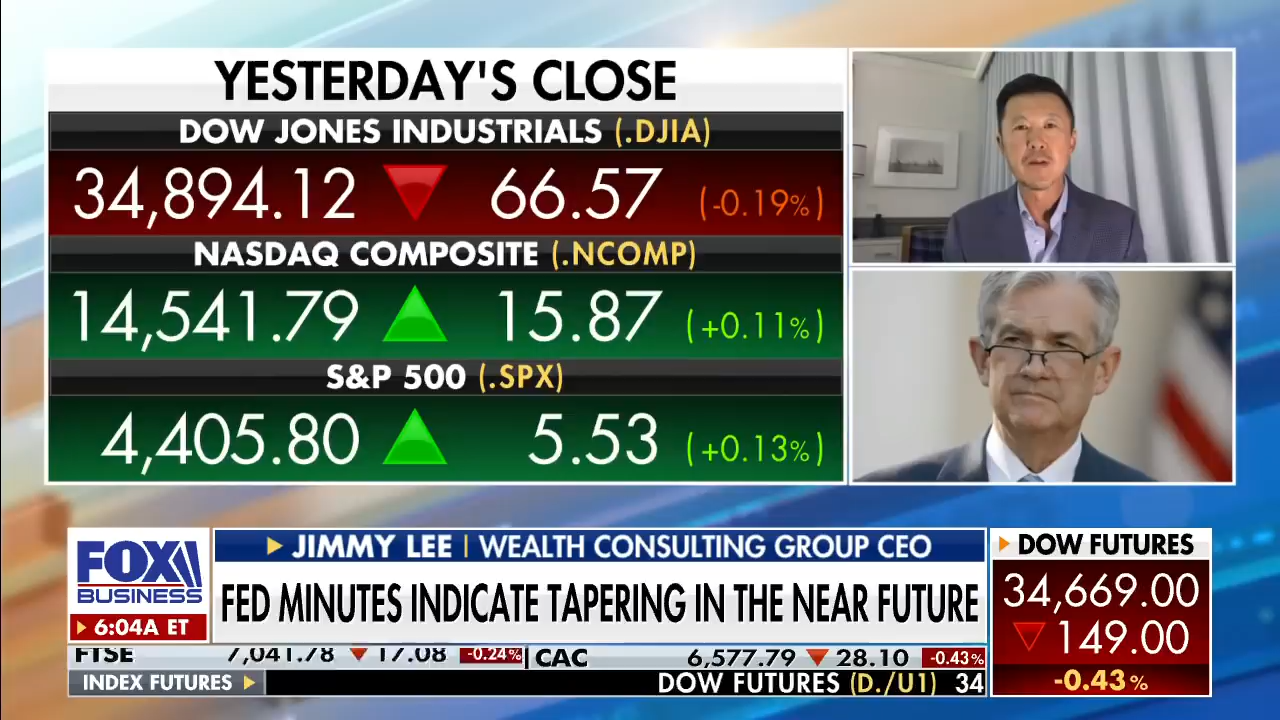 YESTERDAY'S CLOSE
DOW JONES INDUSTRIALS (.DJIA)
34,894.12 66.57 (-0.19%)
NASDAQ COMPOSITE (.NCOMP)
14,541.79 15.87 (+0.11%)
S&P 500 (.SPX)
4,405.80 5.53 (+0.13%)
FOX BUSINESS
6:04A ET
JIMMY LEE | WEALTH CONSULTING GROUP CEO
FED MINUTES INDICATE TAPERING IN THE NEAR FUTURE
DOW FUTURES
34,669.00
149.00
-0.43%
FTSE 7,041.78 17.08 -0.24% CAC 6,577.79 28.10 -0.43%
INDEX FUTURES DOW FUTURES (D./U1) 34